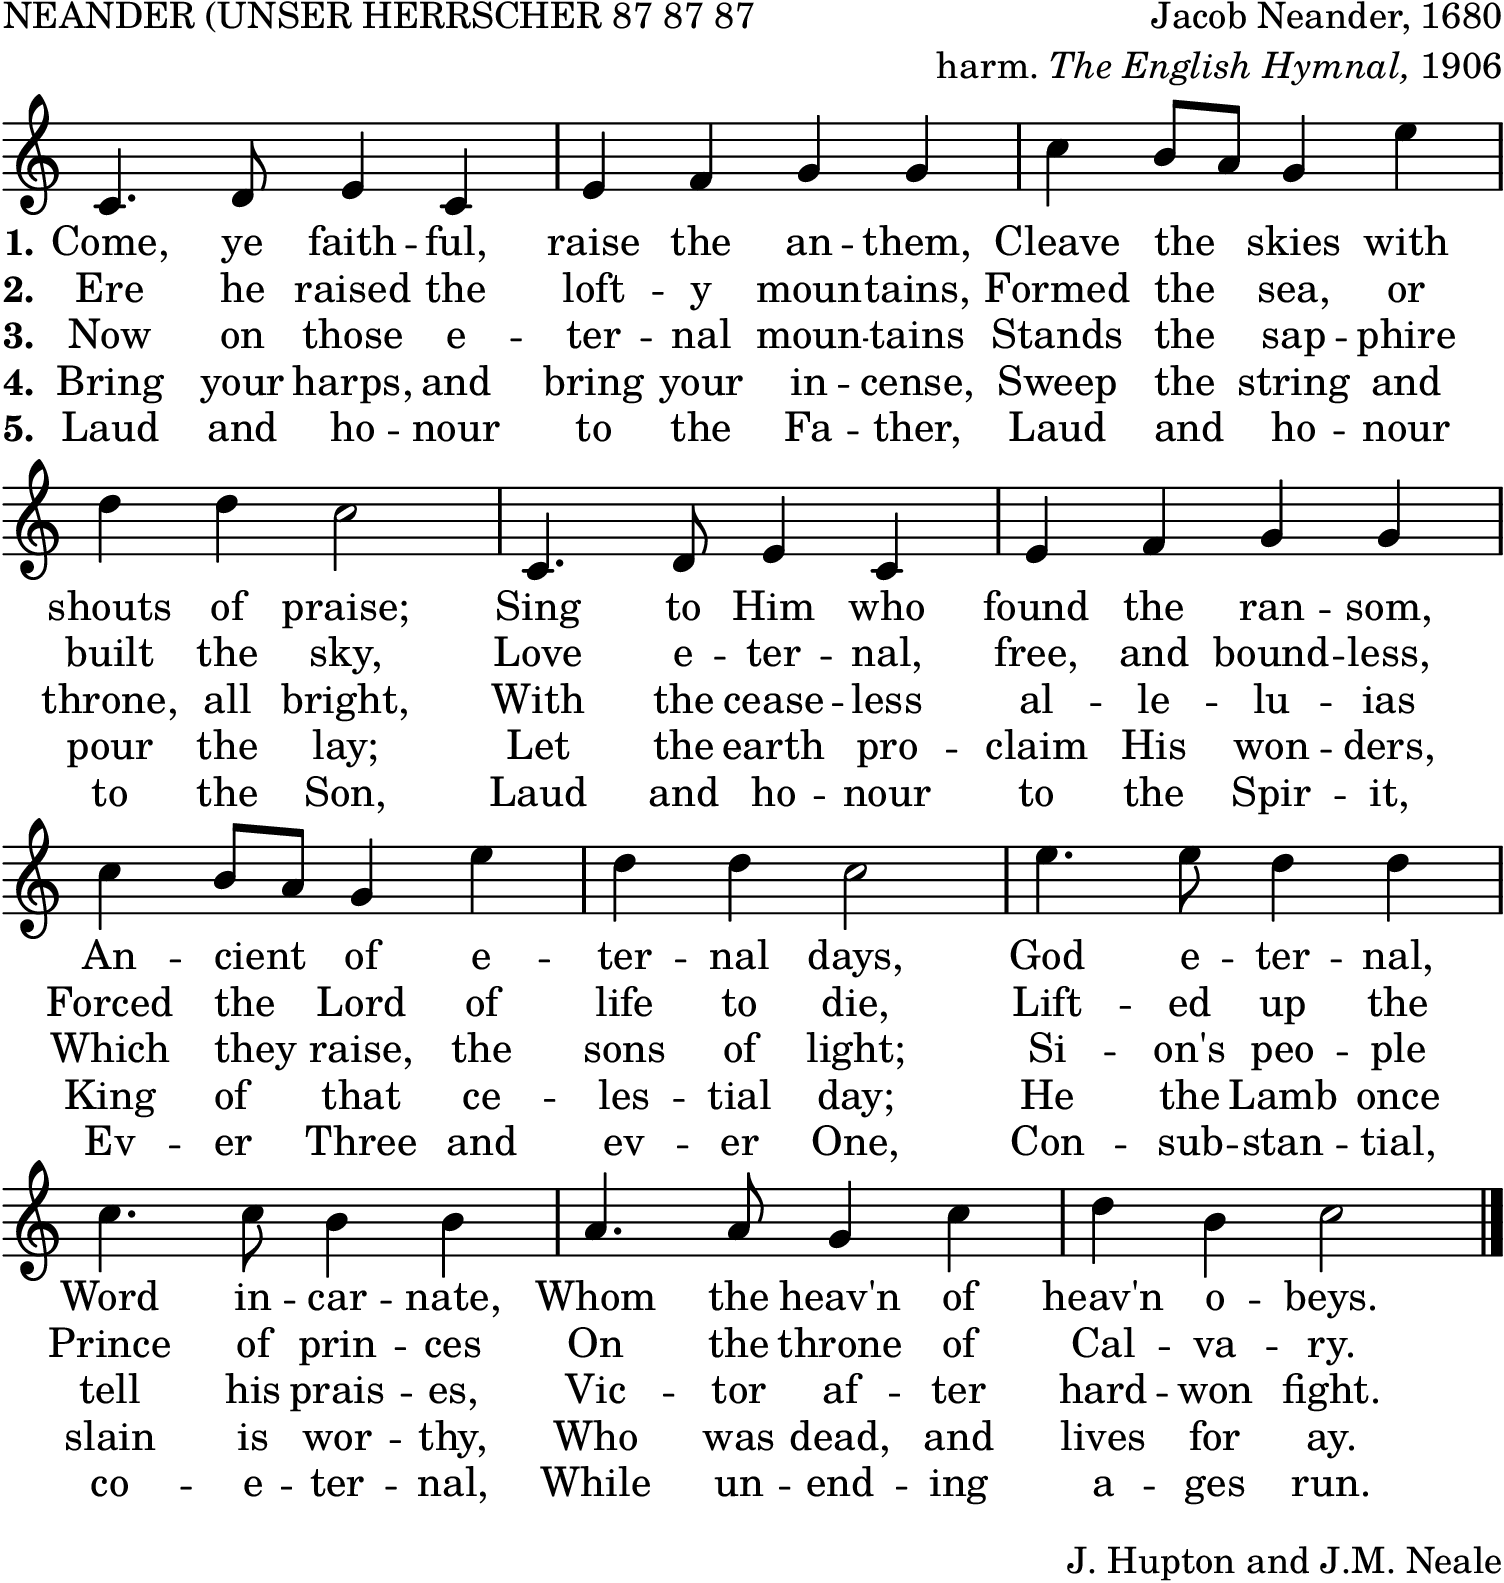 NEANDER (UNSER HERRSCHER 87 87 87
Jacob Neander, 1680
harm. The English Hymnal, 1906
1. Come, ye faith -- ful, raise the an -- them, Cleave the skies with
2. Ere he raised the loft -- y moun -- tains, Formed the sea, or
3. Now on those e -- ter -- nal moun -- tains Stands the sap -- phire
4. Bring your harps, and bring your in -- cense, Sweep the string and
5. Laud and ho -- nour to the Fa -- ther, Laud and ho -- nour
shouts of praise; Sing to Him who found the ran -- som,
built the sky, Love e -- ter -- nal, free, and bound -- less,
throne, all bright, With the cease -- less al -- le -- lu -- ias
pour the lay; Let the earth pro -- claim His won -- ders,
to the Son, Laud and ho -- nour to the Spir -- it,
An -- cient of e -- ter -- nal days, God e -- ter -- nal,
Forced the Lord of life to die, Lift -- ed up the
Which they raise, the sons of light; Si -- on's peo -- ple
King of that ce -- les -- tial day; He the Lamb once
Ev -- er Three and ev -- er One, Con -- sub -- stan -- tial,
Word in -- car -- nate, Whom the heav'n of heav'n o -- beys.
Prince of prin -- ces On the throne of Cal -- va -- ry.
tell his prais -- es, Vic -- tor af -- ter hard -- won fight.
slain is wor -- thy, Who was dead, and lives for ay.
co -- e -- ter -- nal, While un -- end -- ing a -- ges run.
J. Hupton and J.M. Neale